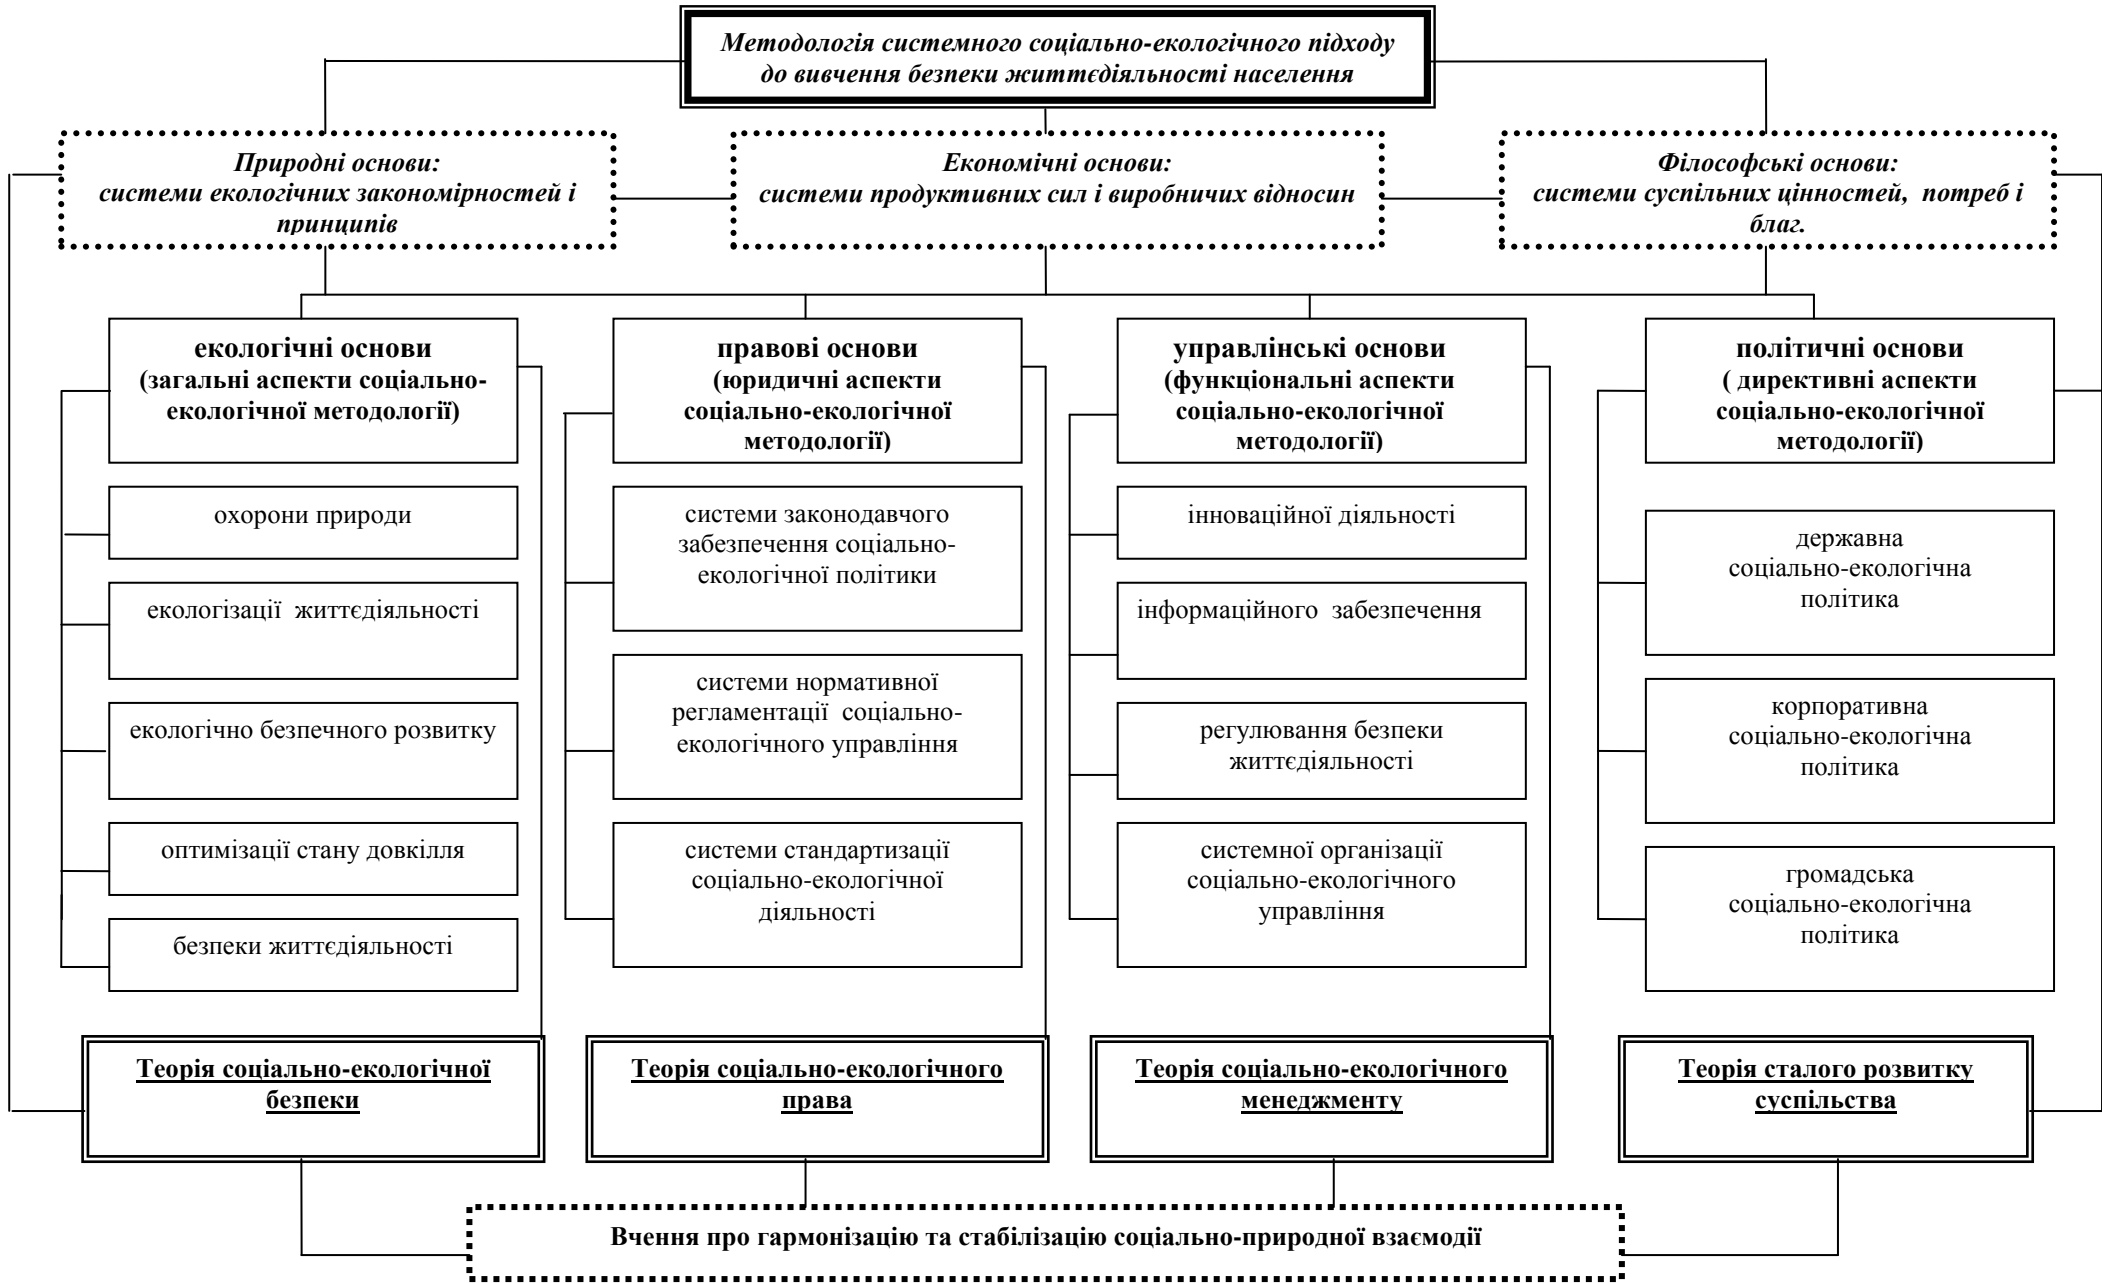 Методологія системного соціально-екологічного підходу
до вивчення безпеки життєдіяльності населення
Природні основи:
системи екологічних закономірностей і
принципів
Економічні основи:
системи продуктивних сил і виробничих відносин
Філософські основи:
системи суспільних цінностей, потреб і
благ.
екологічні основи
(загальні аспекти соціально-
екологічної методології)
охорони природи
екологізації життєдіяльності
екологічно безпечного розвитку
оптимізації стану довкілля
безпеки життєдіяльності
правові основи
(юридичні аспекти
соціально-екологічної
методології)
системи законодавчого
забезпечення соціально-
екологічної політики
системи нормативної
регламентації соціально-
екологічного управління
системи стандартизації
соціально-екологічної
діяльності
управлінські основи
(функціональні аспекти
соціально-екологічної
методології)
інноваційної діяльності
інформаційного забезпечення
регулювання безпеки
життєдіяльності
системної організації
соціально-екологічного
управління
політичні основи
( директивні аспекти
соціально-екологічної
методології)
державна
соціально-екологічна
політика
корпоративна
соціально-екологічна
політика
громадська
соціально-екологічна
політика
Теорія соціально-екологічної
безпеки
Теорія соціально-екологічного
права
Теорія соціально-екологічного
менеджменту
Теорія сталого розвитку
суспільства
Вчення про гармонізацію та стабілізацію соціально-природної взаємодії